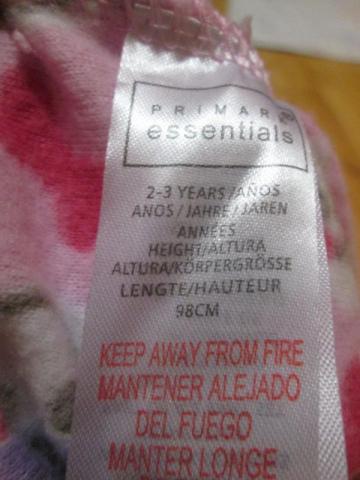 PRIMARK
essentials
2-3 YEARS/AÑOS
ANOS/JAHRE/JAREN
ANNÉES
HEIGHT/ALTURA
ALTURA/KÖRPERGRÖSSE
LENGTE/HAUTEUR
98CM
KEEP AWAY FROM FIRE
MANTENER ALEJADO
DEL FUEGO
MANTER LONGE